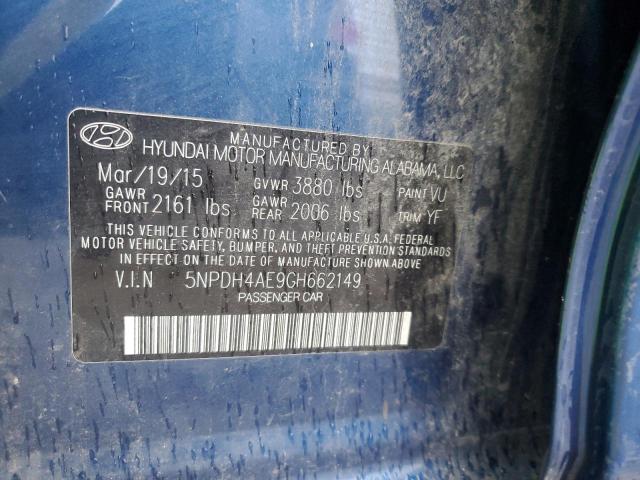 MANUFACTURED BY
HYUNDAI MOTOR MANUFACTURING ALABAMA, LLC
Mar/19/15 GVWR 3880 lbs PAINT VU
GAWR FRONT 2161 lbs GAWR REAR 2006 lbs TRIM YF
THIS VEHICLE CONFORMS TO ALL APPLICABLE U.S.A. FEDERAL
MOTOR VEHICLE SAFETY, BUMPER, AND THEFT PREVENTION STANDARDS
IN EFFECT ON THE DATE OF MANUFACTURE SHOWN ABOVE.
V.I.N 5NPDH4AE9GH662149
PASSENGER CAR